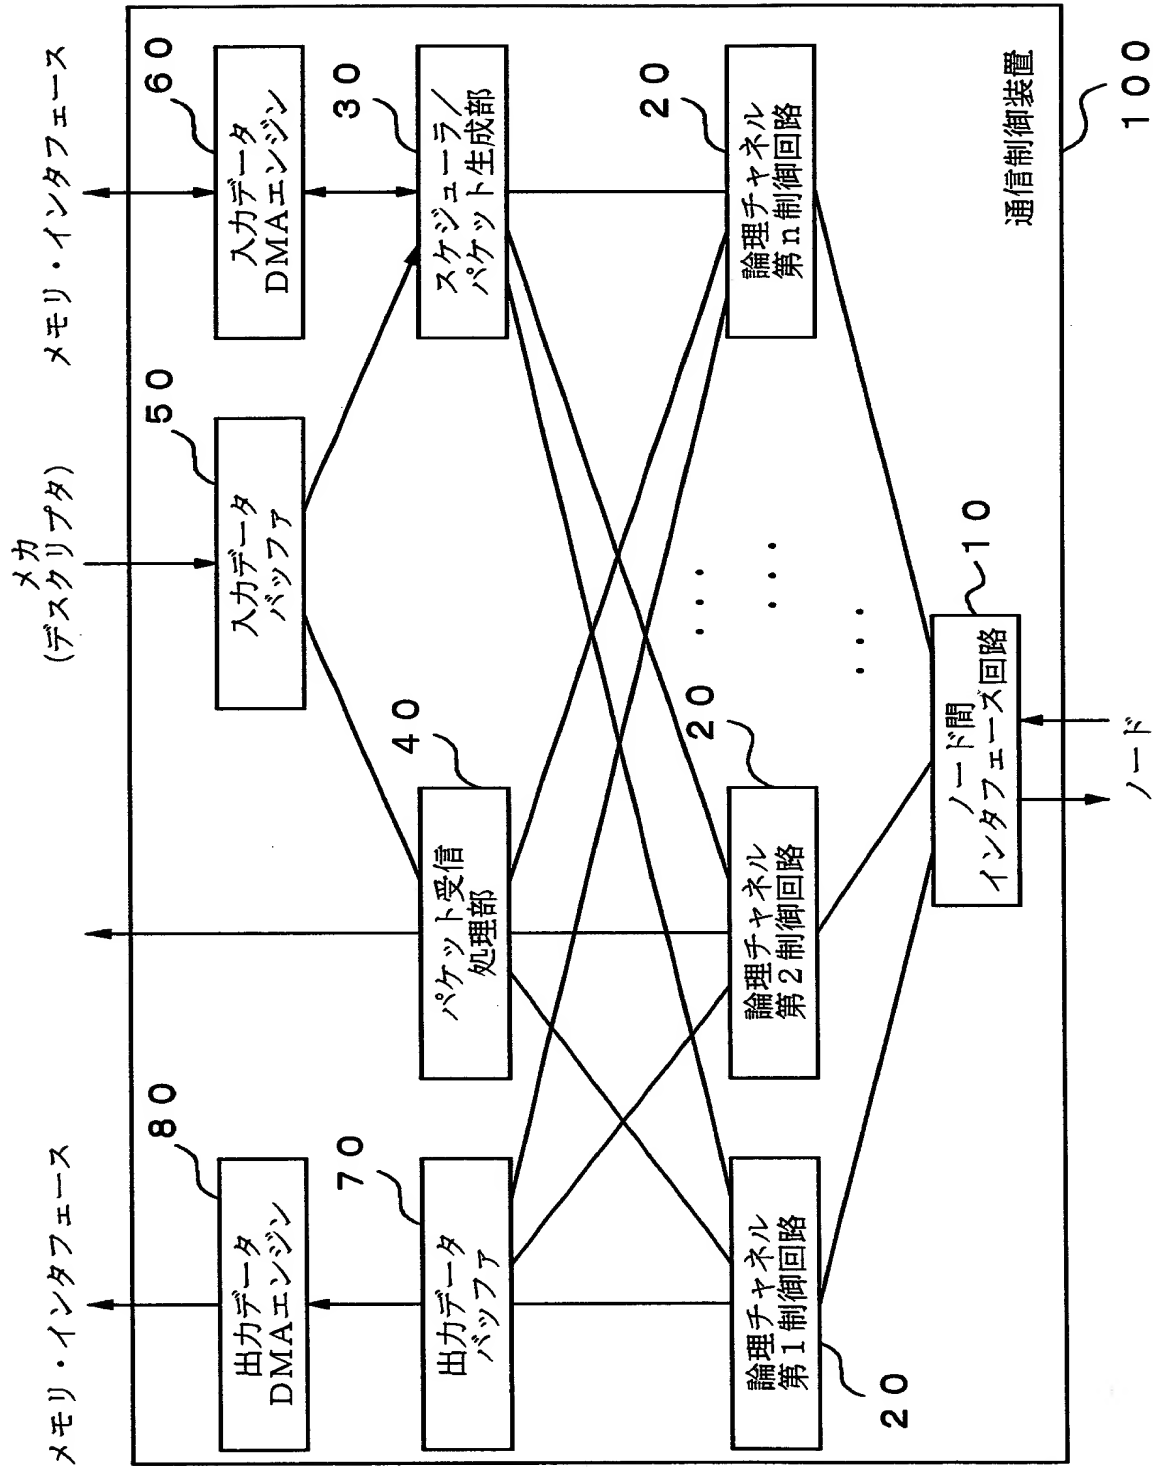 メモリ・インタフェース
メカ
(デスクリプタ)
メモリ・インタフェース
80
出力データ
DMAエンジン
50
入力データ
バッファ
60
入力データ
DMAエンジン
70
出力データ
バッファ
40
パケット受信
処理部
30
スケジューラ/
パケット生成部
論理チャネル
第1制御回路
20
20
論理チャネル
第2制御回路
20
論理チャネル
第n制御回路
...
...
...
10
ノード間
インタフェーズ回路
ノード
通信制御装置
100